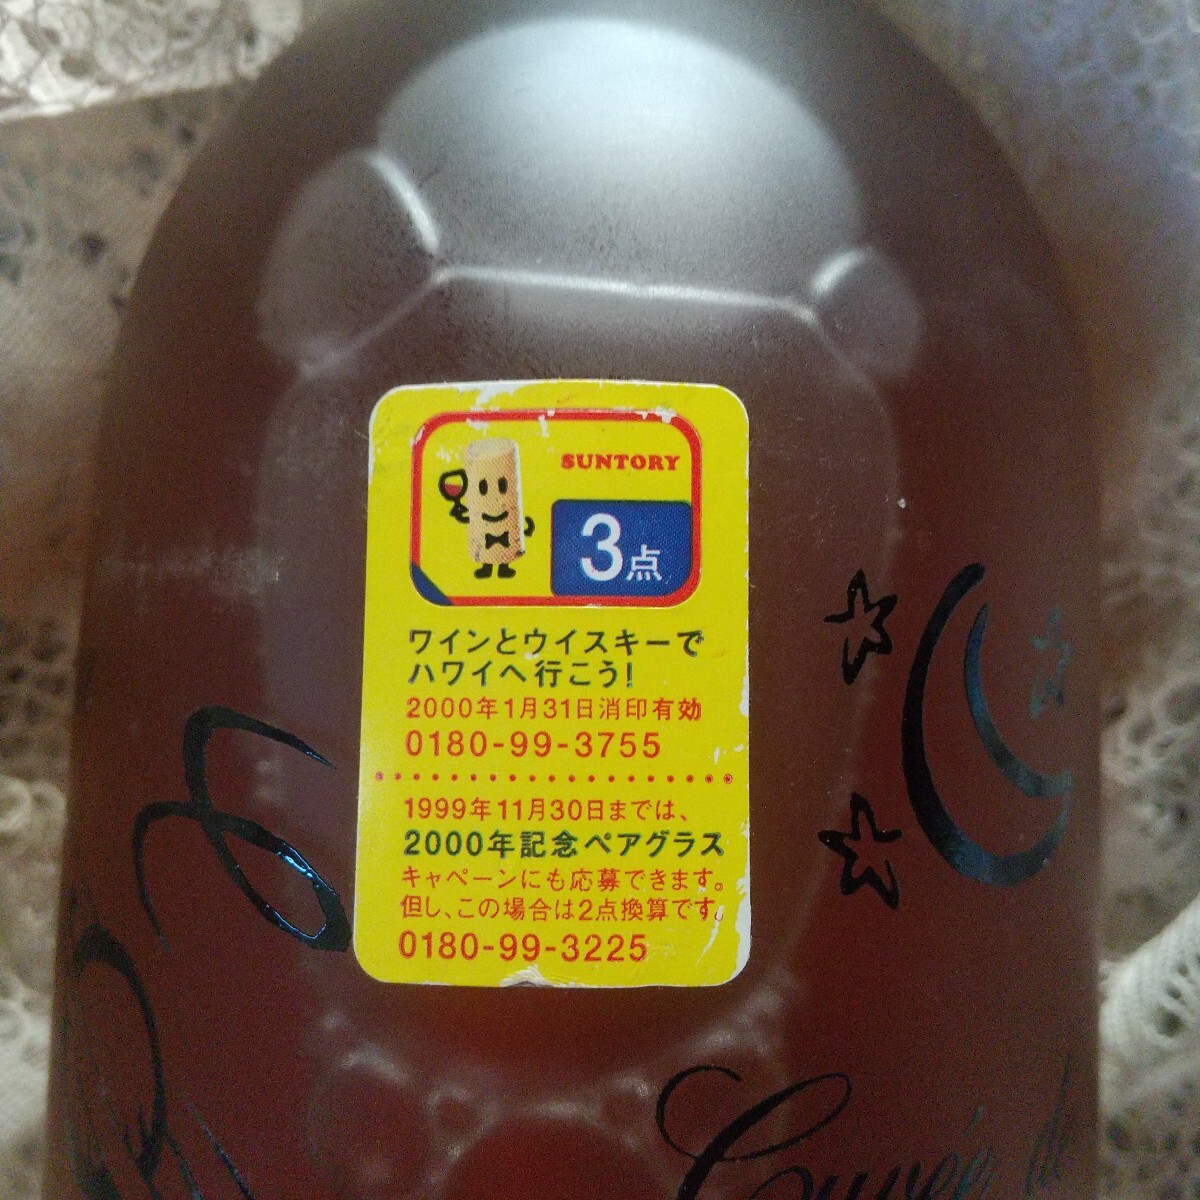 SUNTORY
3点
ワインとウイスキーで
ハワイへ行こう!
2000年1月31日消印有効
0180-99-3755
1999年11月30日までは、
2000年記念ペアグラス
キャペーンにも応募できます。
但し、この場合は2点換算です。
0180-99-3225
Cuvée de